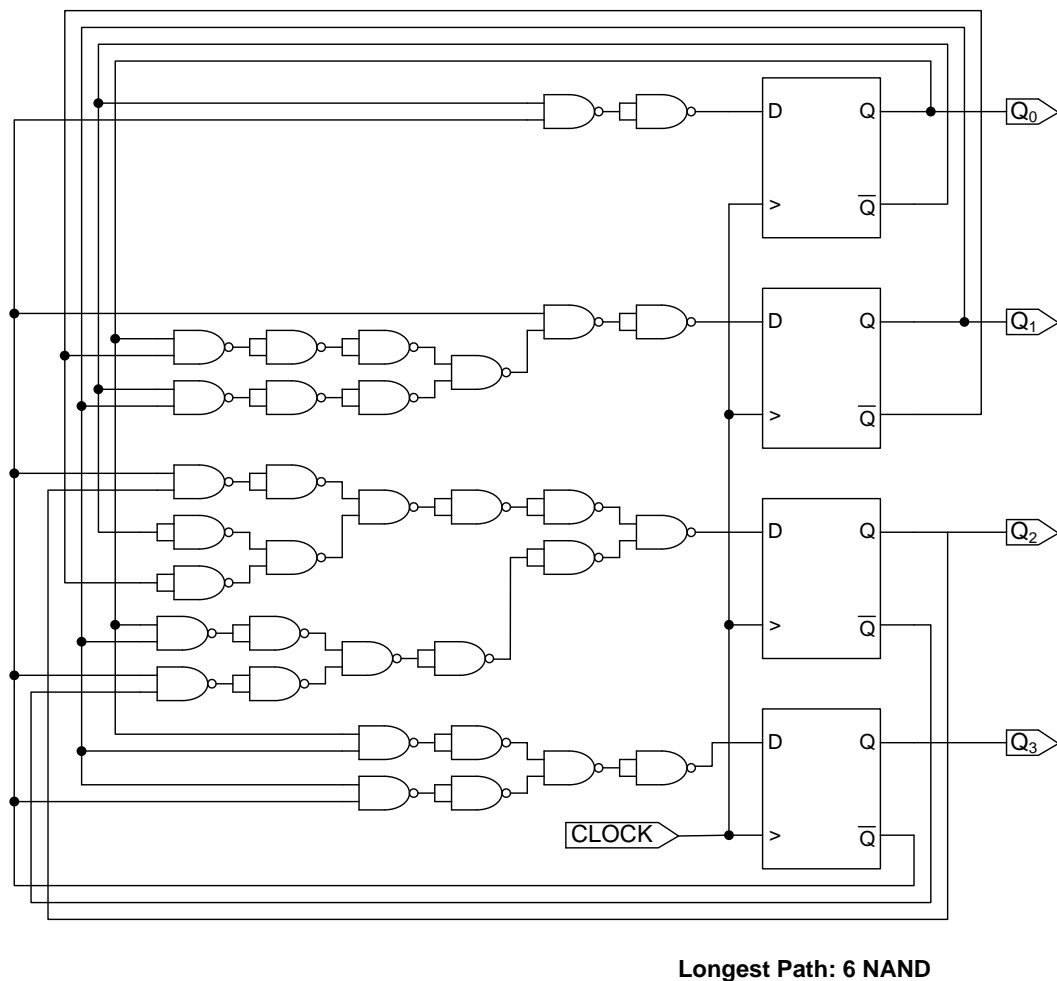 D Q Q₀
> Q̅
D Q Q₁
> Q̅
D Q Q₂
> Q̅
D Q Q₃
CLOCK > Q̅
Longest Path: 6 NAND